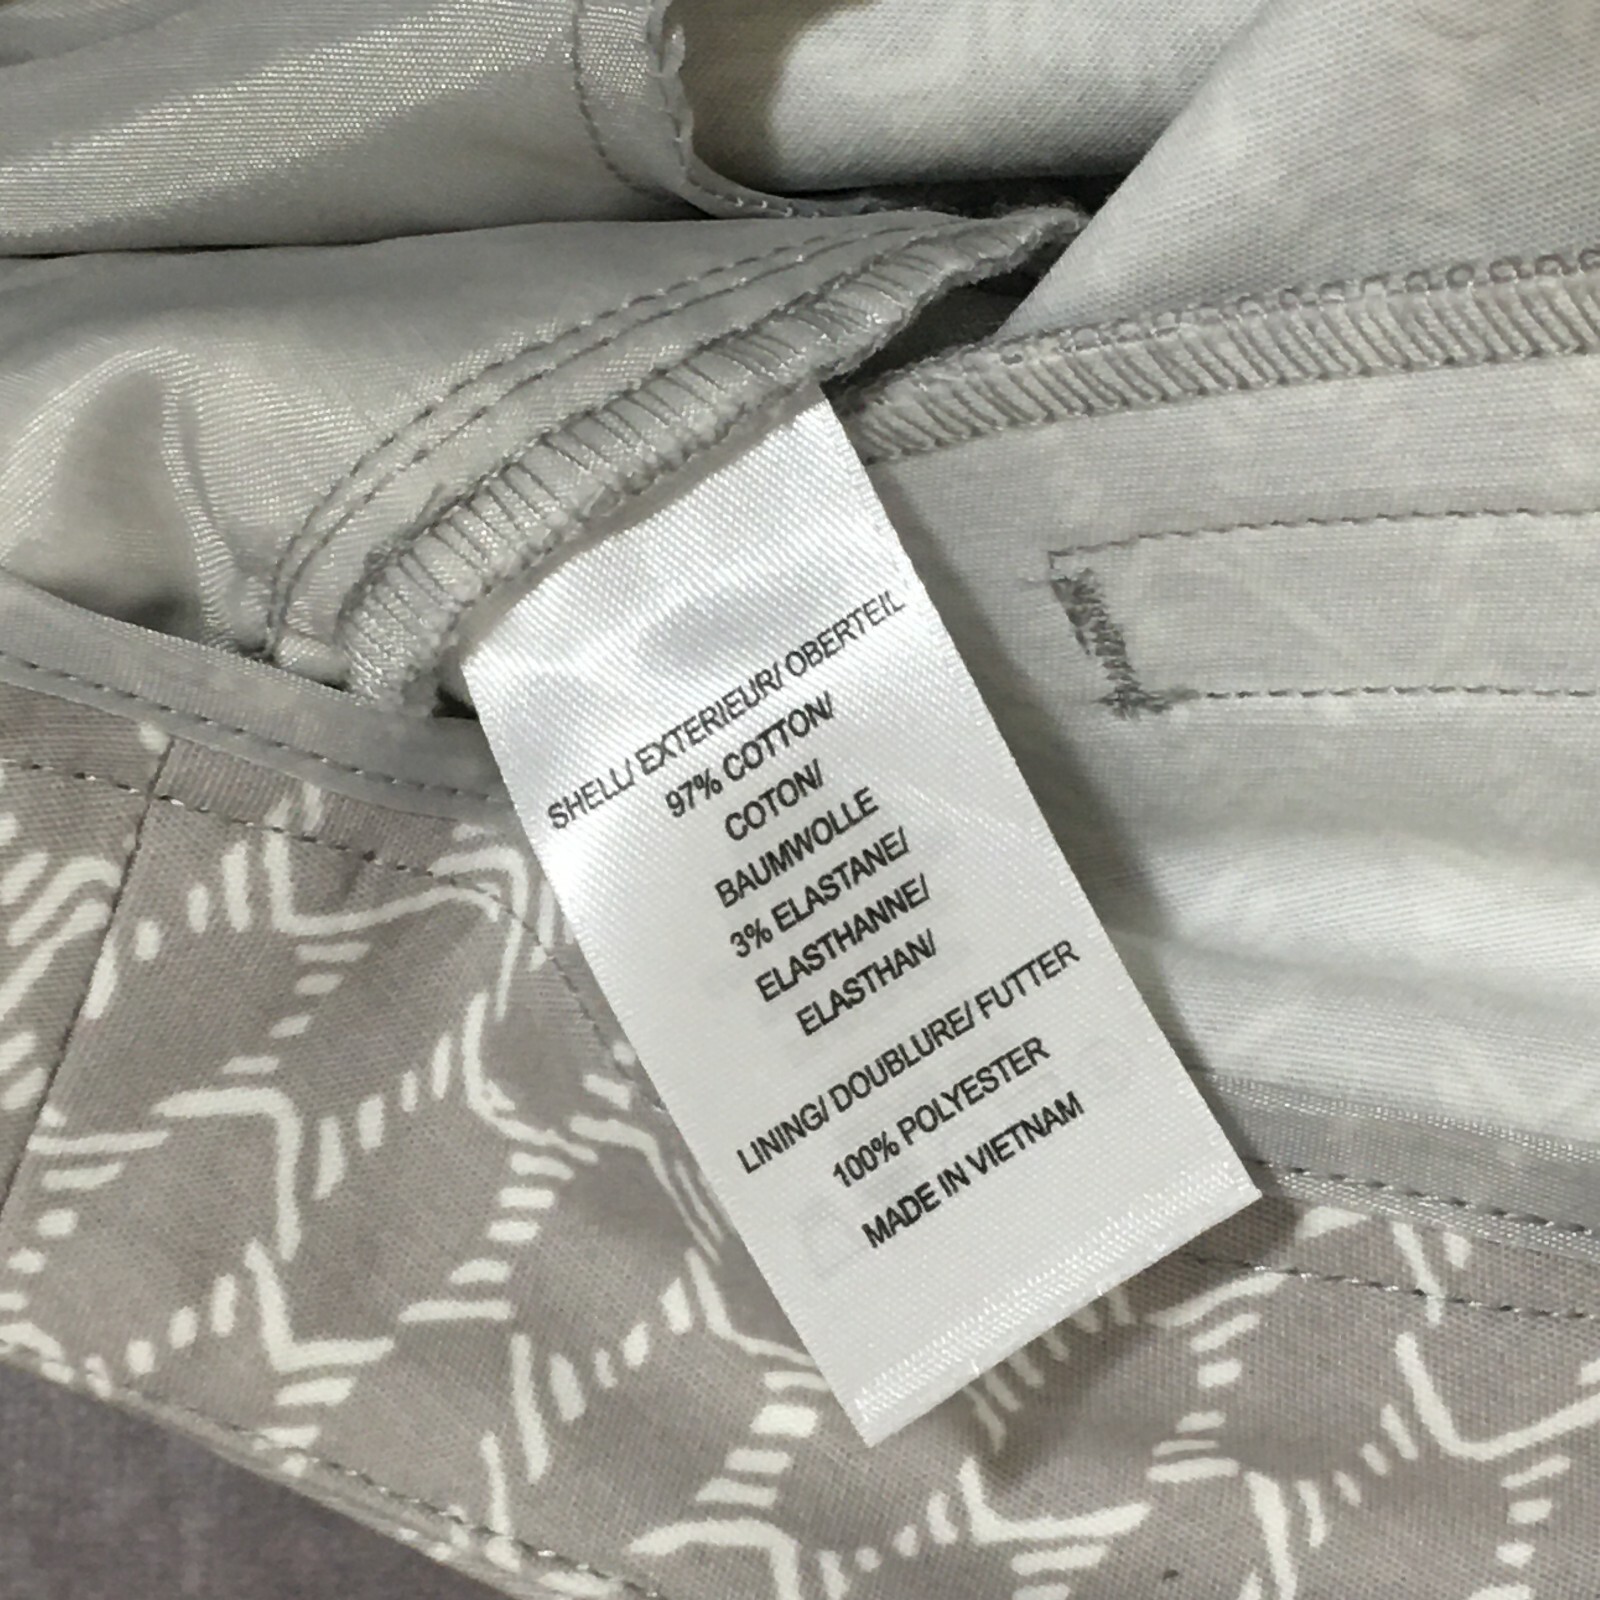 SHELL/ EXTERIEUR/ OBERTEIL
97% COTTON/
COTON/
BAUMWOLLE
3% ELASTANE/
ELASTHANNE/
ELASTHAN/
LINING/ DOUBLURE/ FUTTER
100% POLYESTER
MADE IN VIETNAM